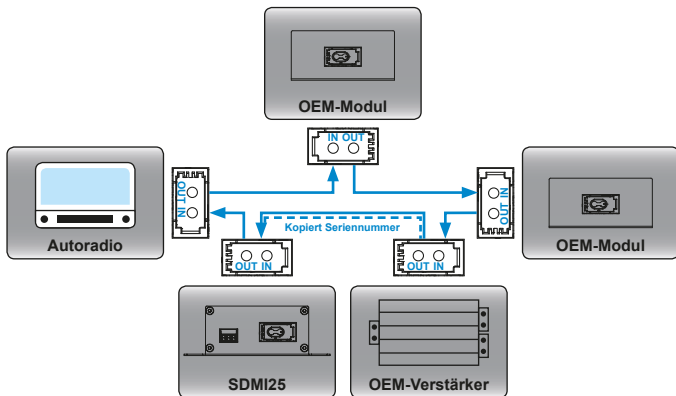 OEM-Modul
IN OUT
Autoradio
OUT IN
Kopiert Seriennummer
OUT IN
OEM-Modul
OUT IN
OUT IN
SDMI25
OEM-Verstärker